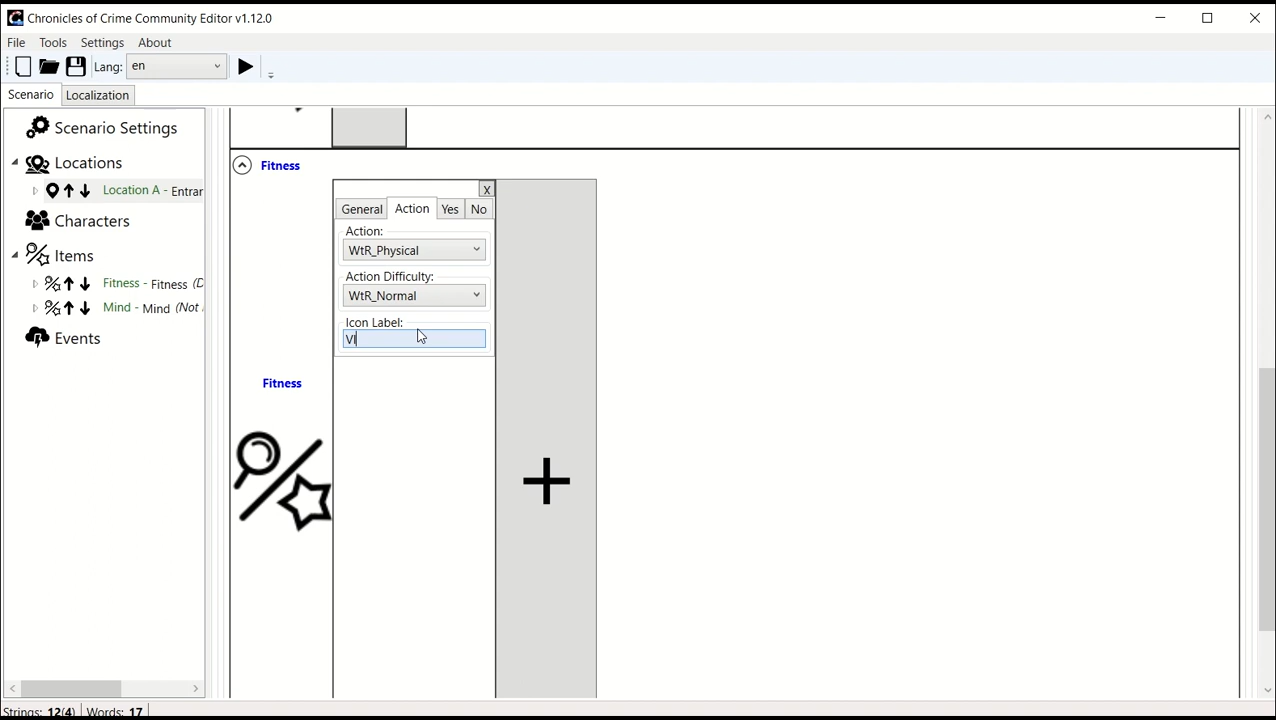 Chronicles of Crime Community Editor v1.12.0
File Tools Settings About
Lang: en
Scenario Localization
Scenario Settings
Locations
Location A - Entrar
Characters
Items
Fitness - Fitness (D
Mind - Mind (Not
Events
Fitness
X
General Action Yes No
Action:
WtR_Physical
Action Difficulty:
WtR_Normal
Icon Label:
VI
Fitness
Strings: 12(4) Words: 17